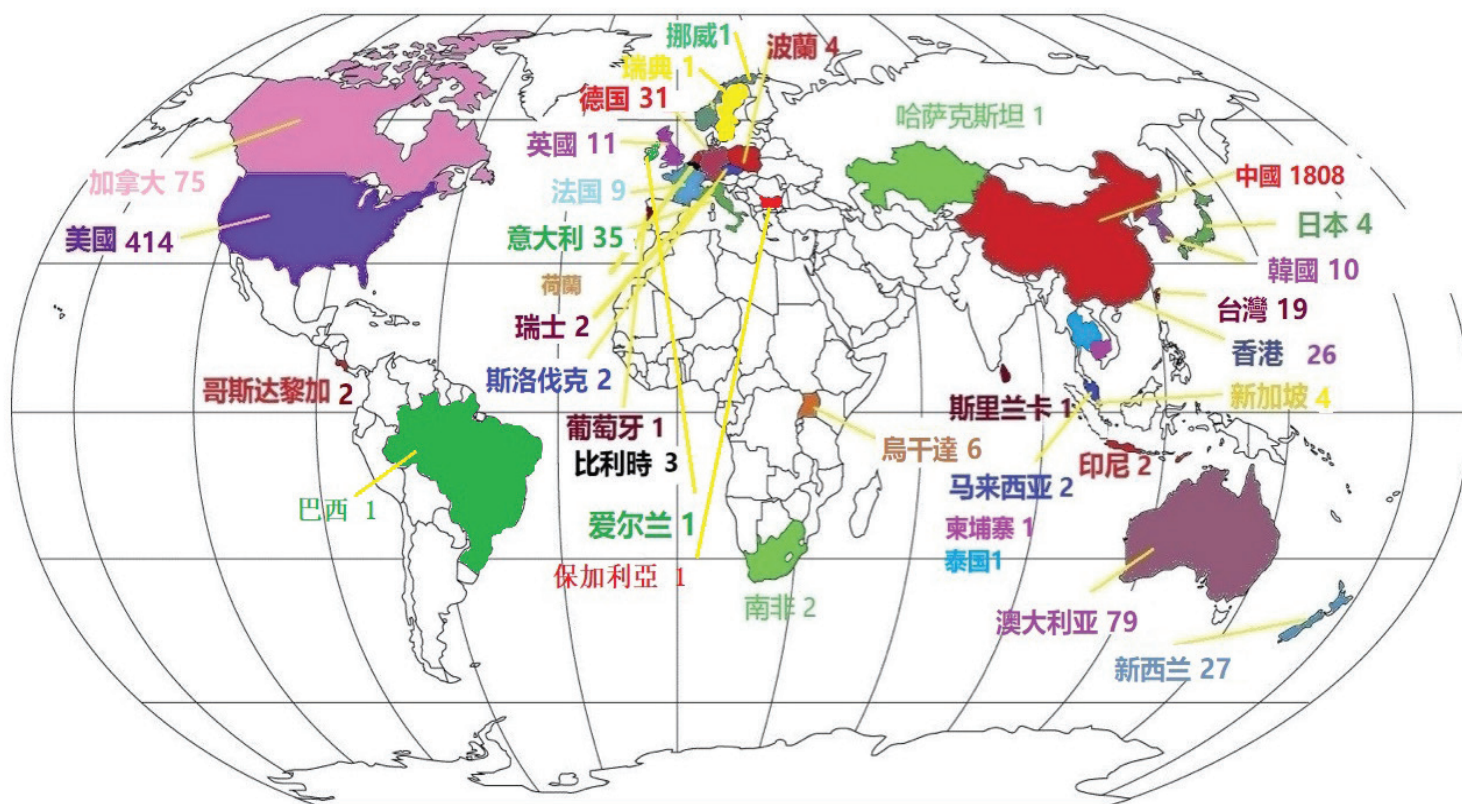 挪威1
波蘭 4
瑞典 1
德国 31
哈萨克斯坦 1
英國 11
加拿大 75
中國 1808
法国 9
日本 4
美國 414
意大利 35
韓國 10
荷蘭
台灣 19
瑞士 2
香港 26
斯洛伐克 2
哥斯达黎加 2
新加坡 4
斯里兰卡 1
葡萄牙 1
烏干達 6
比利時 3
印尼 2
马来西亚 2
巴西 1
爱尔兰 1
柬埔寨 1
泰国1
保加利亞 1
南非 2
澳大利亚 79
新西兰 27